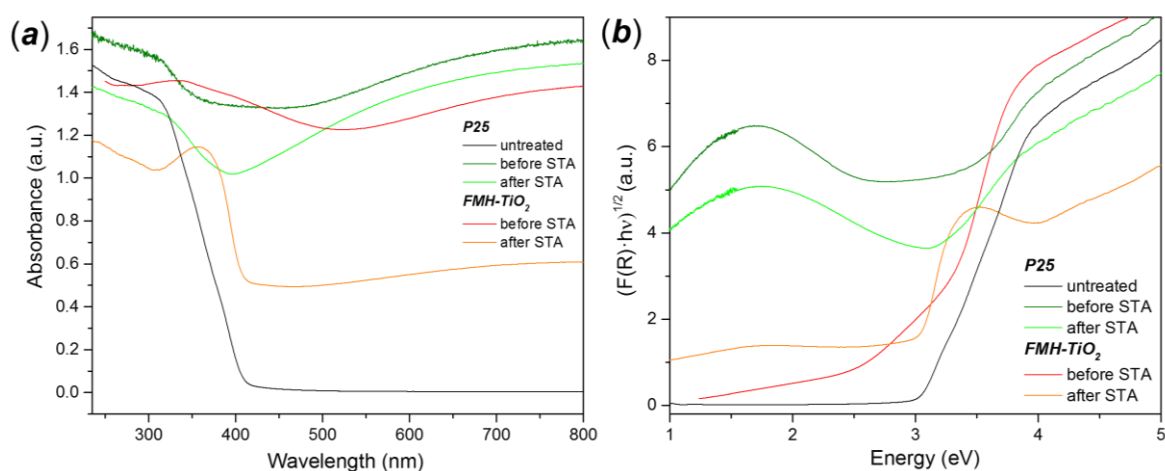 (a)
Absorbance (a.u.)
1.6
1.4
1.2
1.0
0.8
0.6
0.4
0.2
0.0
300 400 500 600 700 800
Wavelength (nm)
P25
untreated
before STA
after STA
FMH-TiO₂
before STA
after STA
(b)
(F(R)·hν)¹/² (a.u.)
8
6
4
2
0
1 2 3 4 5
Energy (eV)
P25
untreated
before STA
after STA
FMH-TiO₂
before STA
after STA